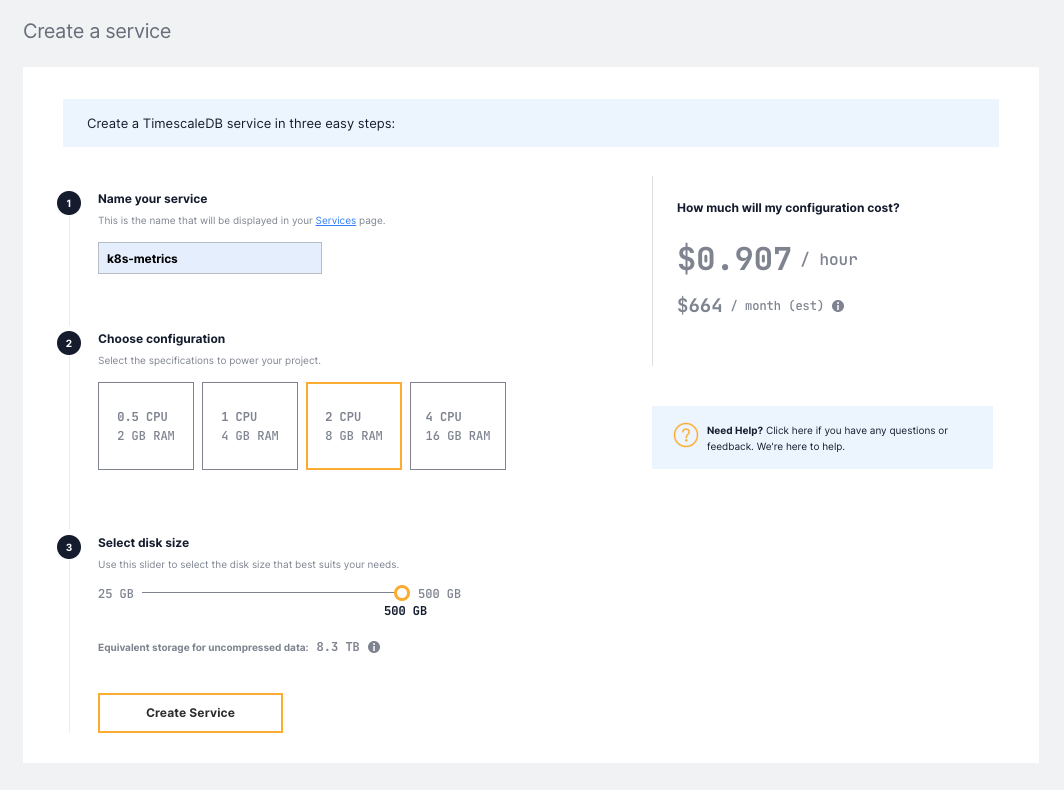 Create a service
Create a TimescaleDB service in three easy steps:
1
Name your service
This is the name that will be displayed in your Services page.
k8s-metrics
2
Choose configuration
Select the specifications to power your project.
0.5 CPU
2 GB RAM
1 CPU
4 GB RAM
2 CPU
8 GB RAM
4 CPU
16 GB RAM
3
Select disk size
Use this slider to select the disk size that best suits your needs.
25 GB
500 GB
500 GB
Equivalent storage for uncompressed data: 8.3 TB
Create Service
How much will my configuration cost?
$0.907 / hour
$664 / month (est)
Need Help? Click here if you have any questions or
feedback. We're here to help.